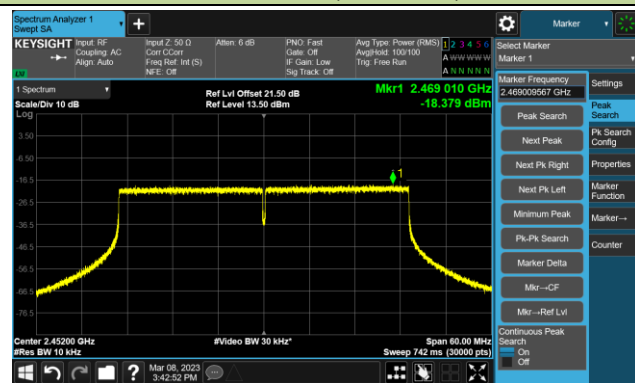 Spectrum Analyzer 1
Swept SA
Marker
KEYSIGHT
Input: RF
Coupling: AC
Align: Auto
Input Z: 50 Ω
Corr CCorr
Freq Ref: Int (S)
NFE: Off
Atten: 6 dB
PNO: Fast
Gate: Off
IF Gain: Low
Sig Track: Off
Avg Type: Power (RMS)
Avg|Hold: 100/100
Trig: Free Run
1 2 3 4 5 6
A W W W W W
A N N N N N
Select Marker
Marker 1
1 Spectrum
Scale/Div 10 dB
Log
Ref Lvl Offset 21.50 dB
Ref Level 13.50 dBm
Mkr1 2.469 010 GHz
-18.379 dBm
3.50
-6.50
-16.5
-26.5
-36.5
-46.5
-56.5
-66.5
-76.5
1
Center 2.45200 GHz
#Res BW 10 kHz
#Video BW 30 kHz*
Span 60.00 MHz
Sweep 742 ms (30000 pts)
Marker Frequency
2.469009567 GHz
Peak Search
Next Peak
Next Pk Right
Next Pk Left
Minimum Peak
Pk-Pk Search
Marker Delta
Mkr→CF
Mkr→Ref Lvl
Continuous Peak
Search
On
Off
Settings
Peak
Search
Pk Search
Config
Properties
Marker
Function
Marker→
Counter
?
Mar 08, 2023
3:42:52 PM